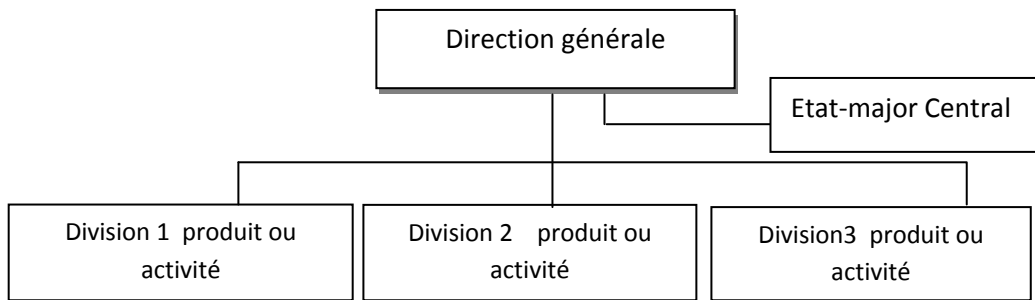 Direction générale
Etat-major Central
Division 1  produit ou
activité
Division 2    produit ou
activité
Division3  produit ou
activité